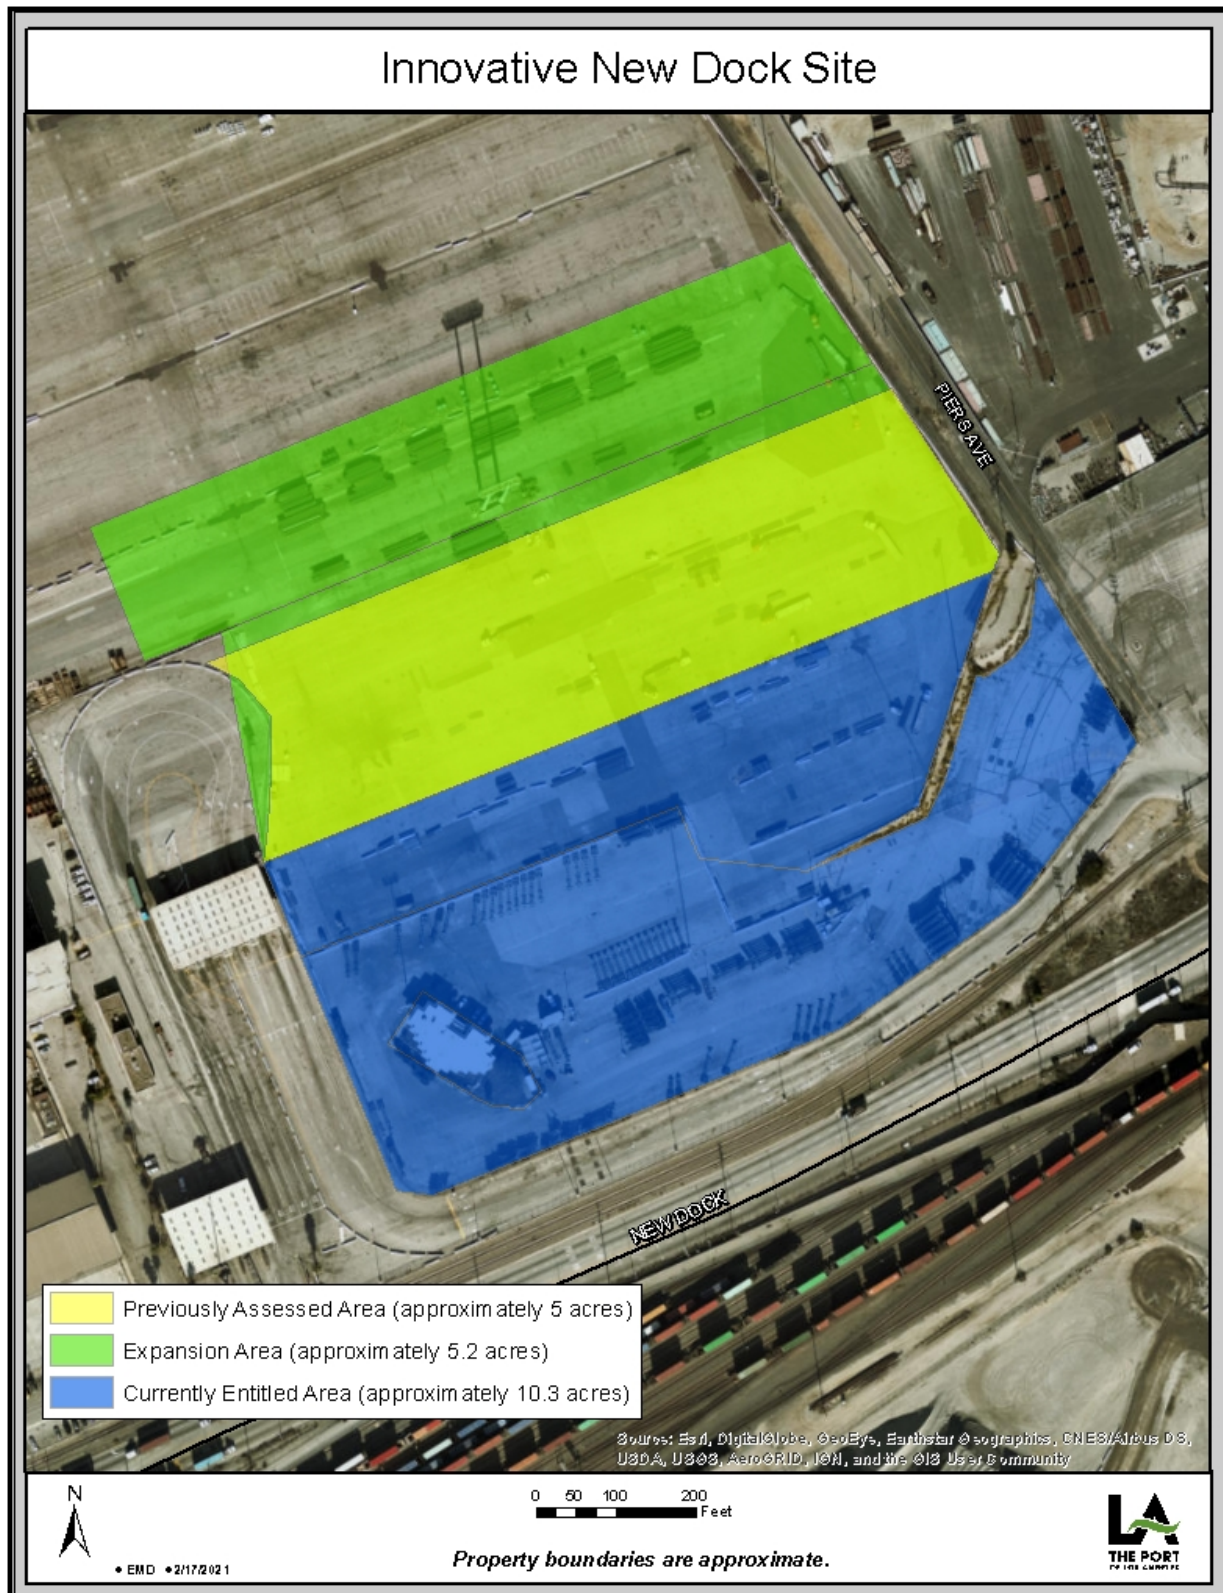 Innovative New Dock Site
PIER S AVE
NEW DOCK
Previously Assessed Area (approximately 5 acres)
Expansion Area (approximately 5.2 acres)
Currently Entitled Area (approximately 10.3 acres)
Source: Esri, DigitalGlobe, GeoEye, Earthstar Geographics, CNES/Airbus DS,
USDA, USGS, AeroGRID, IGN, and the GIS User Community
N
0 50 100 200
Feet
Property boundaries are approximate.
• EMD • 2/17/2021
LA
THE PORT
OF LOS ANGELES